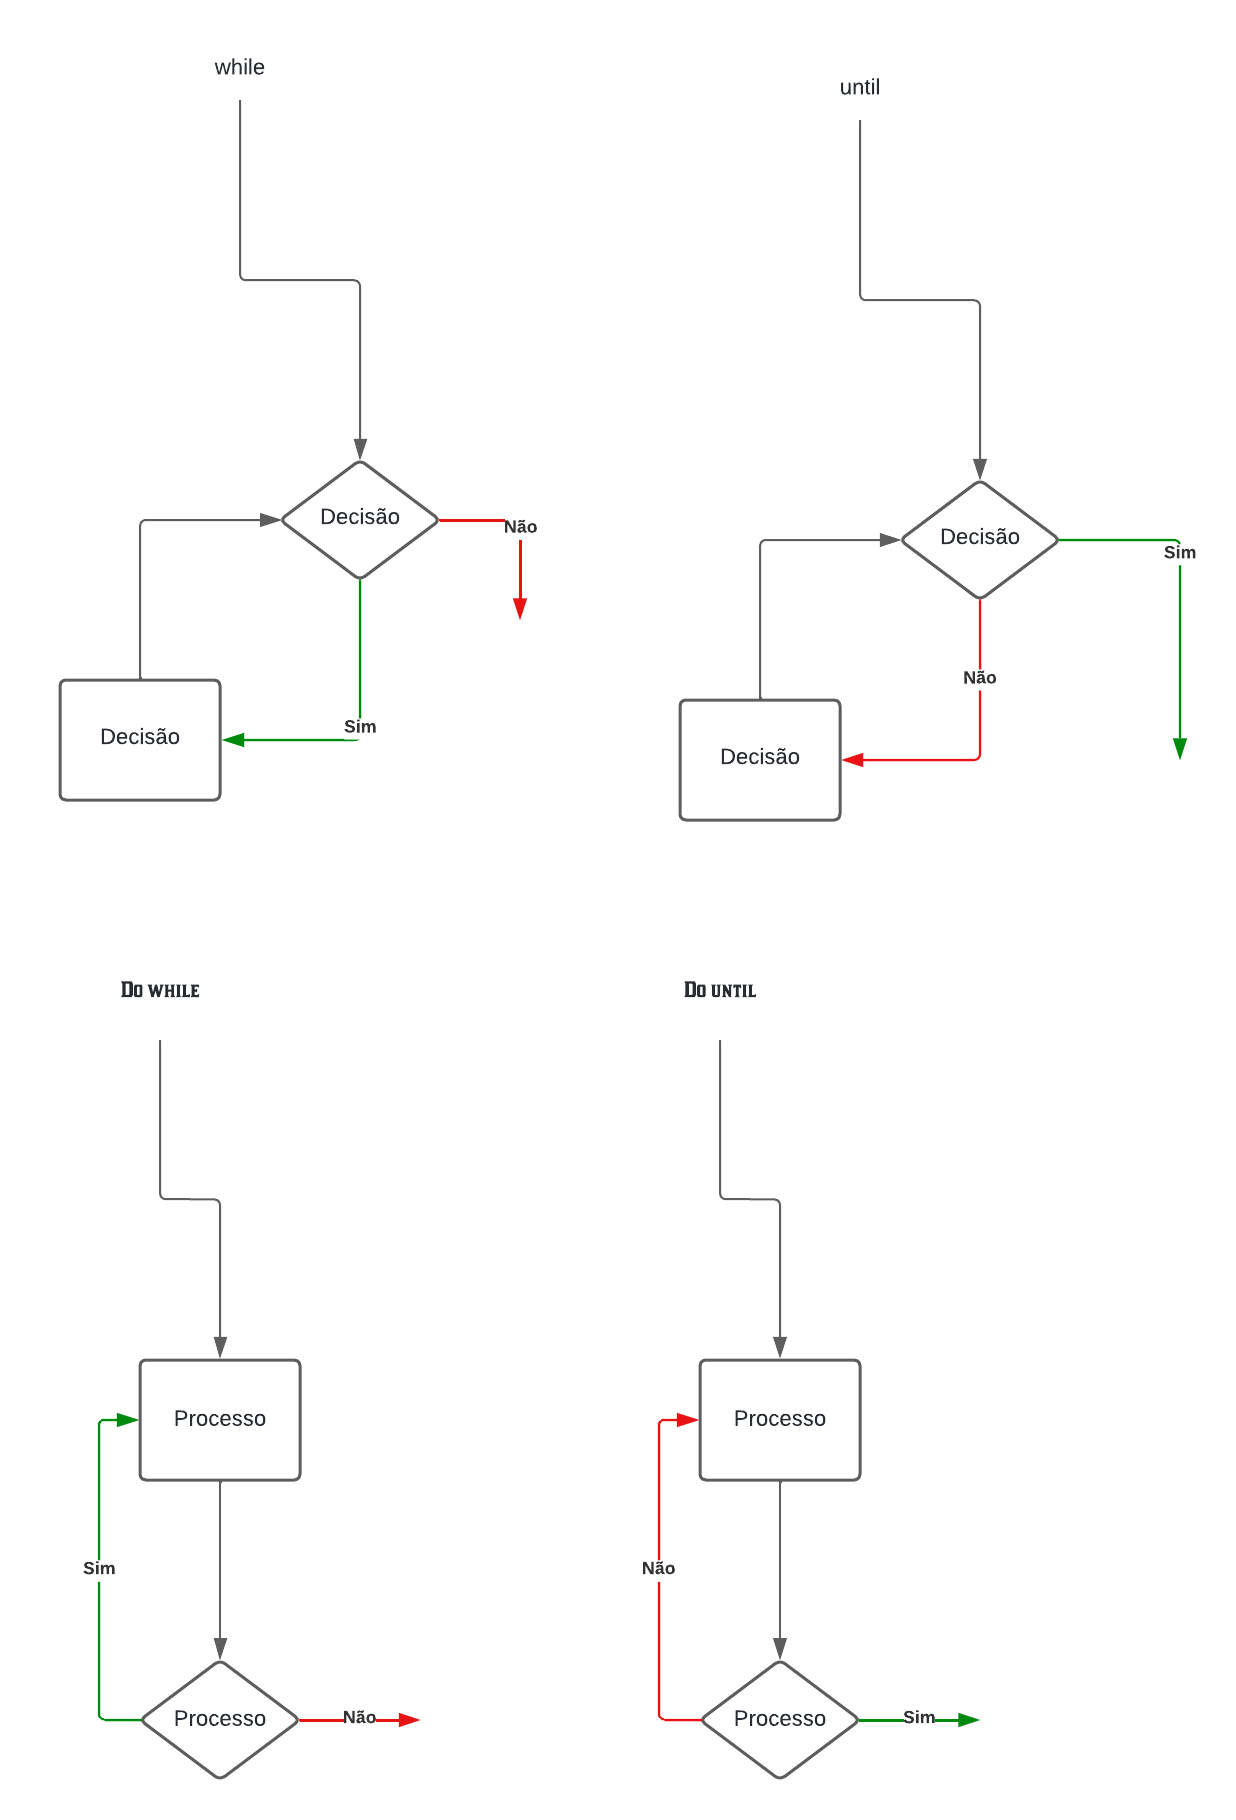 while
until
Decisão
Não
Sim
Decisão
Decisão
Sim
Não
Decisão
Do while
Do until
Processo
Sim
Processo
Não
Processo
Não
Processo
Sim